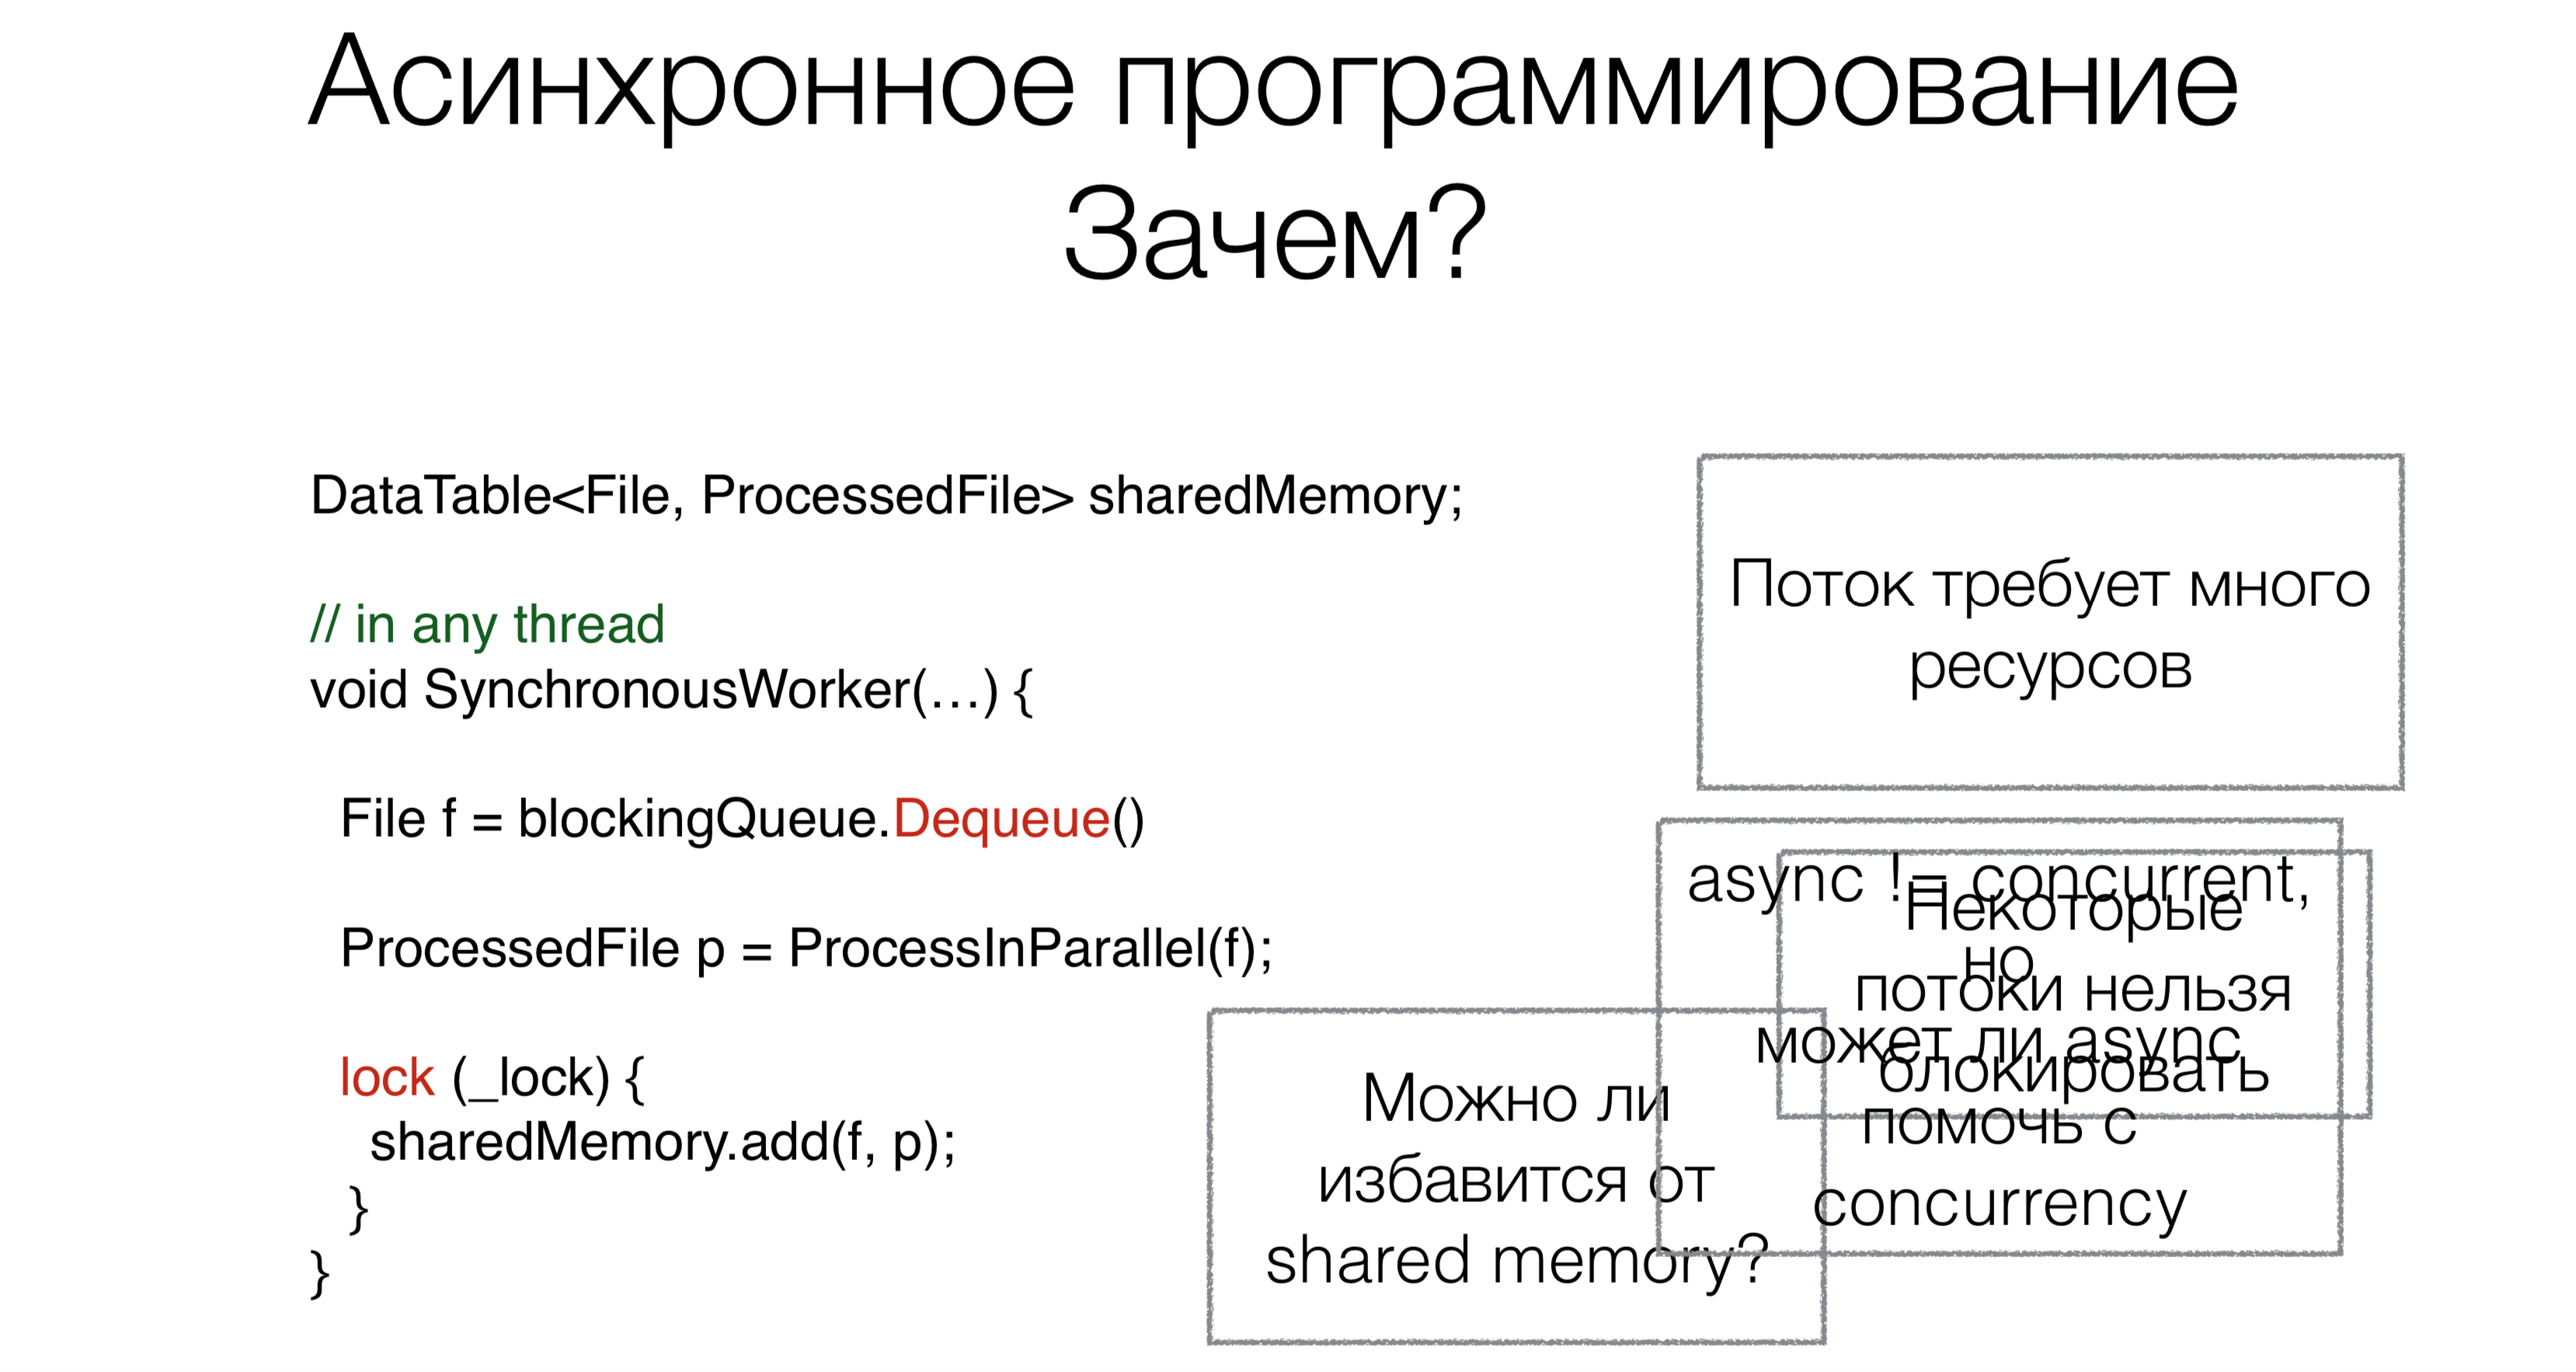 Асинхронное программирование
Зачем?
DataTable<File, ProcessedFile> sharedMemory;
// in any thread
void SynchronousWorker(…) {
File f = blockingQueue.Dequeue()
ProcessedFile p = ProcessInParallel(f);
lock (_lock) {
sharedMemory.add(f, p);
}
}
Поток требует много
ресурсов
async != concurrent,
но
может ли async
помочь с
concurrency
Некоторые
потоки нельзя
блокировать
Можно ли
избавится от
shared memory?